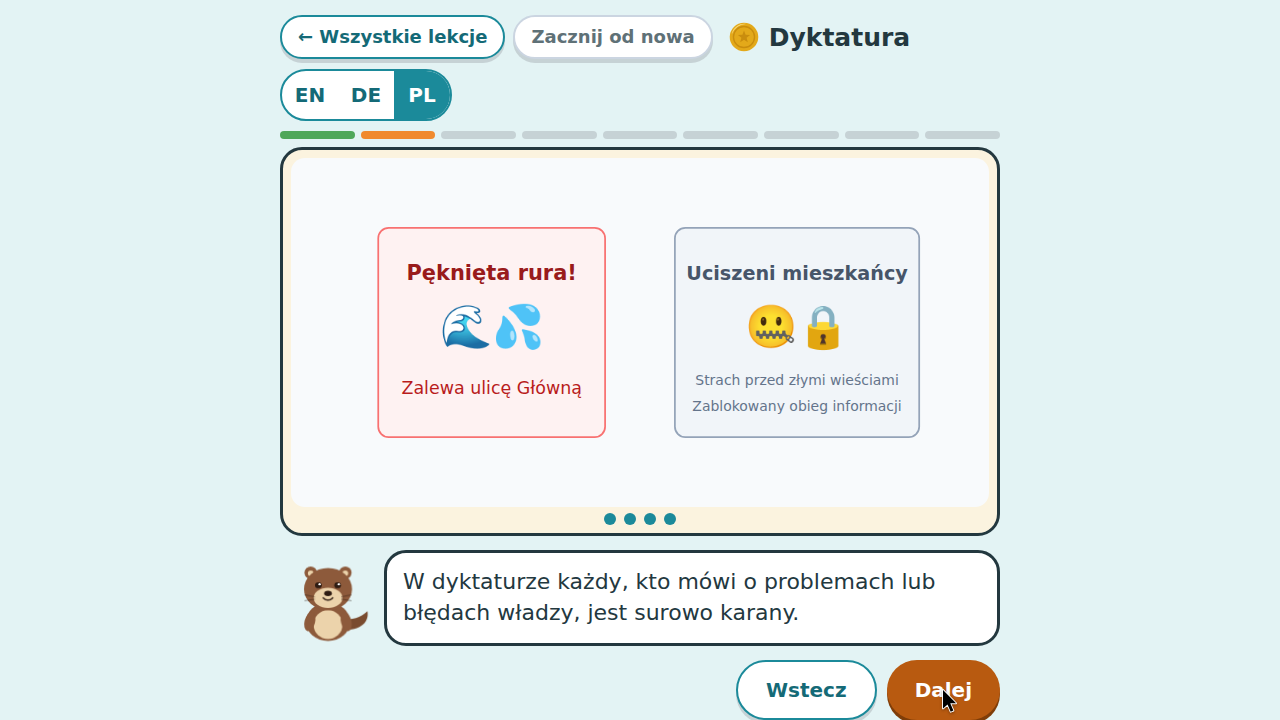 ← Wszystkie lekcje
Zacznij od nowa
Dyktatura
EN DE PL
Pęknięta rura!
Zalewa ulicę Główną
Uciszeni mieszkańcy
Strach przed złymi wieściami
Zablokowany obieg informacji
W dyktaturze każdy, kto mówi o problemach lub
błędach władzy, jest surowo karany.
Wstecz
Dalej